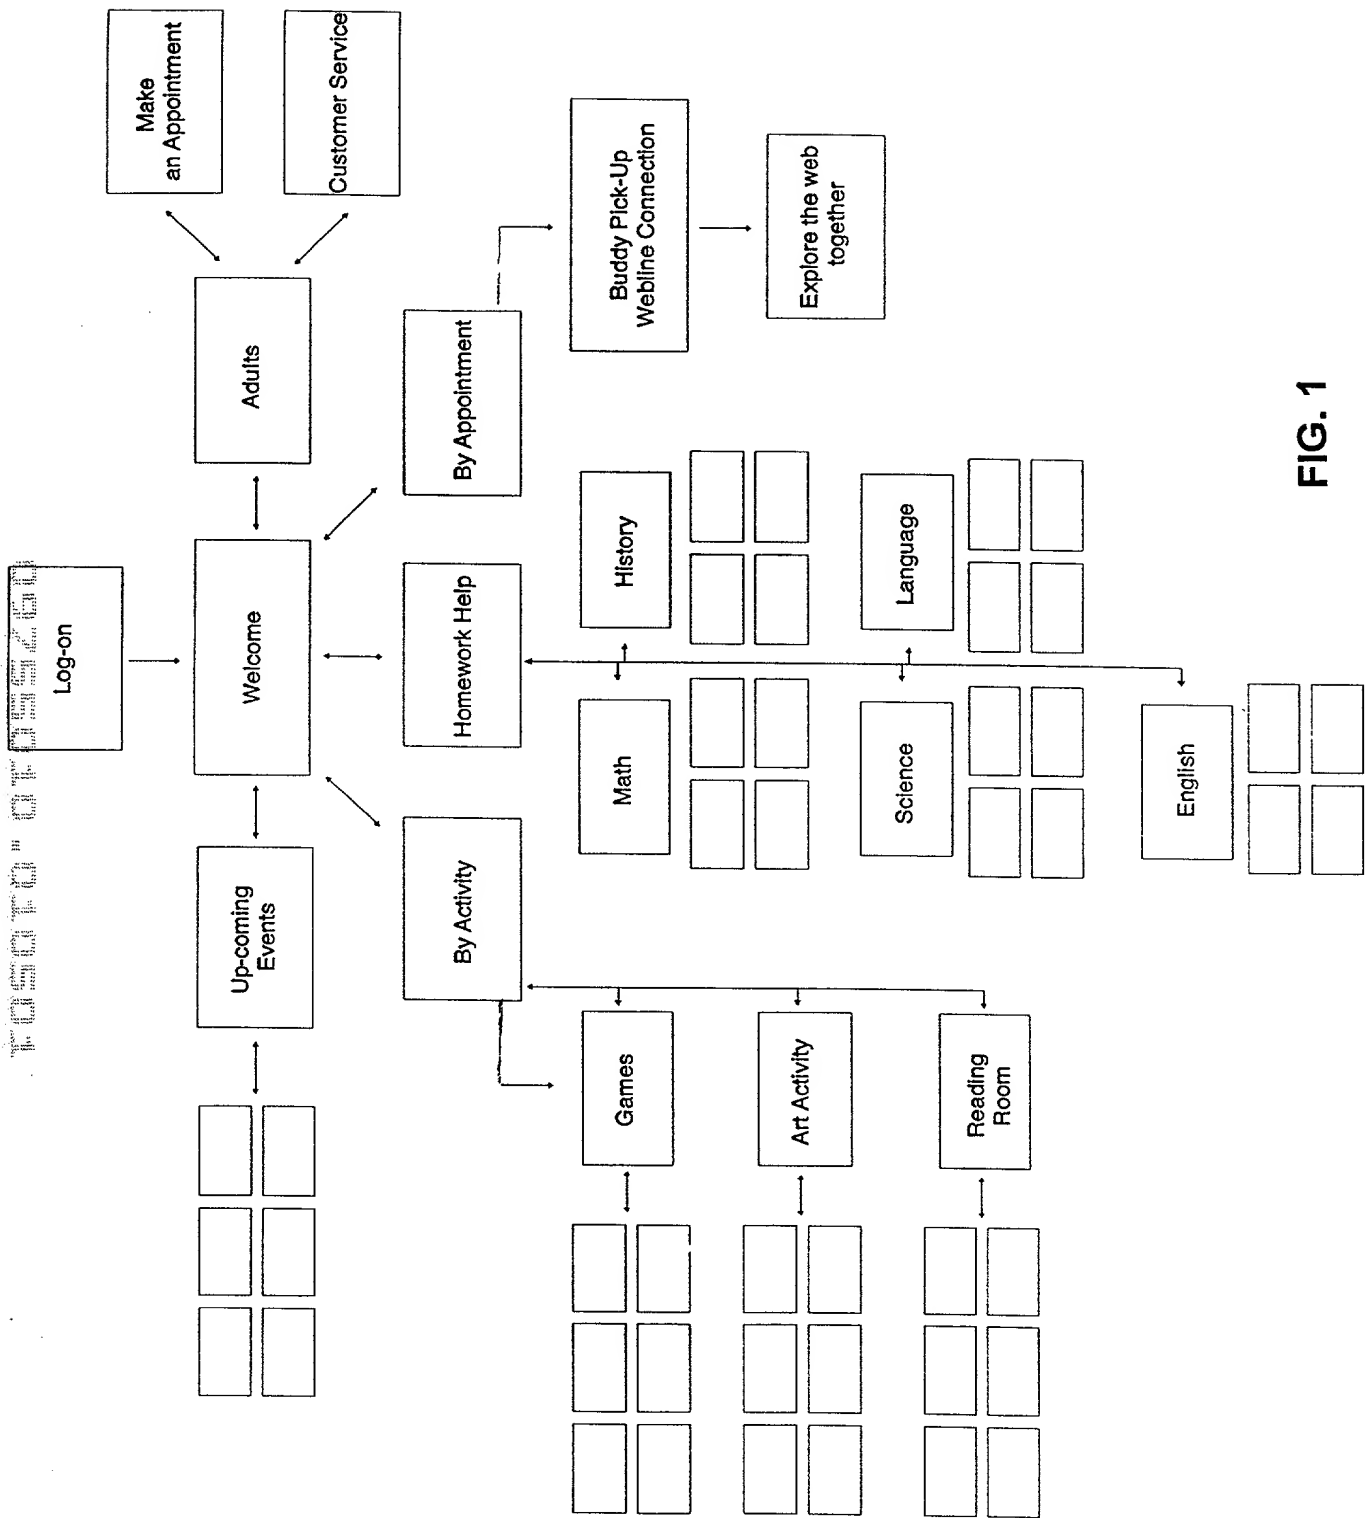 Log-on
Make
an Appointment
Up-coming
Events
Welcome
Adults
Customer Service
By Activity
Homework Help
By Appointment
Games
Math
History
Buddy Pick-Up
Webline Connection
Art Activity
Science
Language
Explore the web
together
Reading
Room
English
FIG. 1